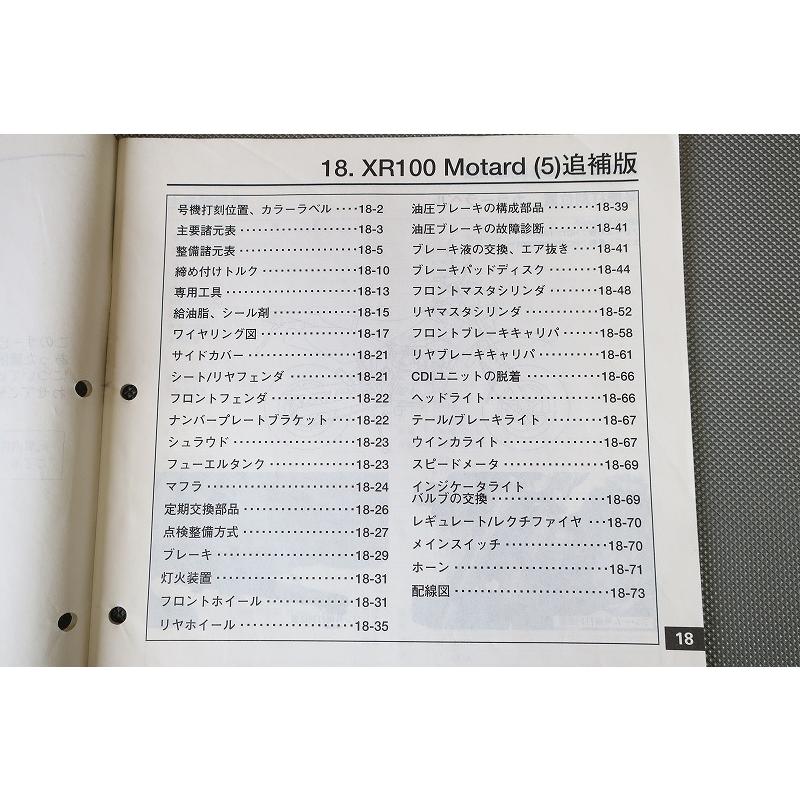 18. XR100 Motard (5)追補版
号機打刻位置、カラーラベル‥‥18-2
主要諸元表‥‥‥‥‥‥‥‥‥18-3
整備諸元表‥‥‥‥‥‥‥‥‥18-5
締め付けトルク‥‥‥‥‥‥‥18-10
専用工具‥‥‥‥‥‥‥‥‥‥18-13
給油脂、シール剤‥‥‥‥‥‥18-15
ワイヤリング図‥‥‥‥‥‥‥18-17
サイドカバー‥‥‥‥‥‥‥‥18-21
シート/リヤフェンダ‥‥‥‥‥18-21
フロントフェンダ‥‥‥‥‥‥18-22
ナンバープレートブラケット‥‥18-22
シュラウド‥‥‥‥‥‥‥‥‥18-23
フューエルタンク‥‥‥‥‥‥18-23
マフラ‥‥‥‥‥‥‥‥‥‥‥18-24
定期交換部品‥‥‥‥‥‥‥‥18-26
点検整備方式‥‥‥‥‥‥‥‥18-27
ブレーキ‥‥‥‥‥‥‥‥‥‥18-29
灯火装置‥‥‥‥‥‥‥‥‥‥18-31
フロントホイール‥‥‥‥‥‥18-31
リヤホイール‥‥‥‥‥‥‥‥18-35
油圧ブレーキの構成部品‥‥‥‥18-39
油圧ブレーキの故障診断‥‥‥‥18-41
ブレーキ液の交換、エア抜き‥‥18-41
ブレーキパッドディスク‥‥‥‥18-44
フロントマスタシリンダ‥‥‥‥18-48
リヤマスタシリンダ‥‥‥‥‥‥18-52
フロントブレーキキャリパ‥‥‥18-58
リヤブレーキキャリパ‥‥‥‥‥18-61
CDIユニットの脱着‥‥‥‥‥‥18-66
ヘッドライト‥‥‥‥‥‥‥‥‥18-66
テール/ブレーキライト‥‥‥‥‥18-67
ウインカライト‥‥‥‥‥‥‥‥18-67
スピードメータ‥‥‥‥‥‥‥‥18-69
インジケータライト
バルブの交換‥‥‥‥‥‥‥‥‥18-69
レギュレート/レクチファイヤ‥‥18-70
メインスイッチ‥‥‥‥‥‥‥‥18-70
ホーン‥‥‥‥‥‥‥‥‥‥‥‥18-71
配線図‥‥‥‥‥‥‥‥‥‥‥‥18-73
18